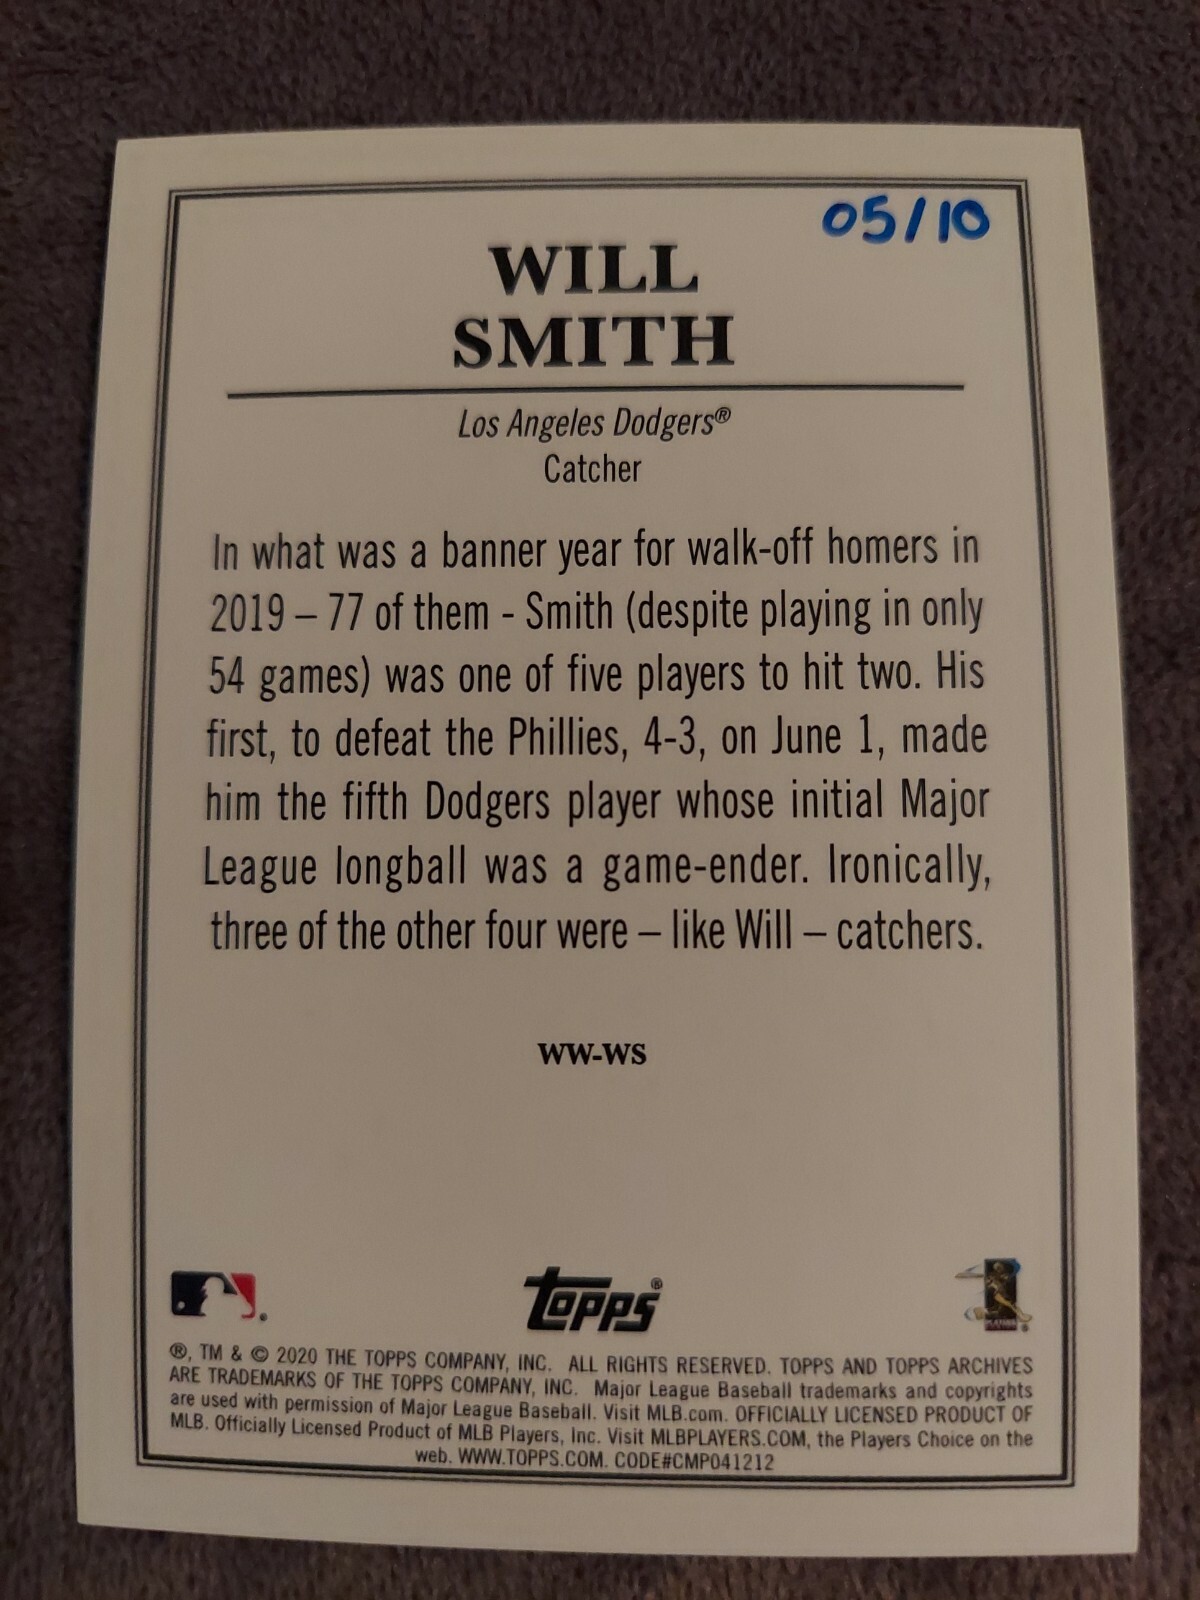 05/10
WILL
SMITH
Los Angeles Dodgers®
Catcher
In what was a banner year for walk-off homers in
2019 – 77 of them - Smith (despite playing in only
54 games) was one of five players to hit two. His
first, to defeat the Phillies, 4-3, on June 1, made
him the fifth Dodgers player whose initial Major
League longball was a game-ender. Ironically,
three of the other four were – like Will – catchers.
WW-WS
Topps®
®, TM & © 2020 THE TOPPS COMPANY, INC. ALL RIGHTS RESERVED. TOPPS AND TOPPS ARCHIVES
ARE TRADEMARKS OF THE TOPPS COMPANY, INC. Major League Baseball trademarks and copyrights
are used with permission of Major League Baseball. Visit MLB.com. OFFICIALLY LICENSED PRODUCT OF
MLB. Officially Licensed Product of MLB Players, Inc. Visit MLBPLAYERS.COM, the Players Choice on the
web. WWW.TOPPS.COM. CODE#CMP041212